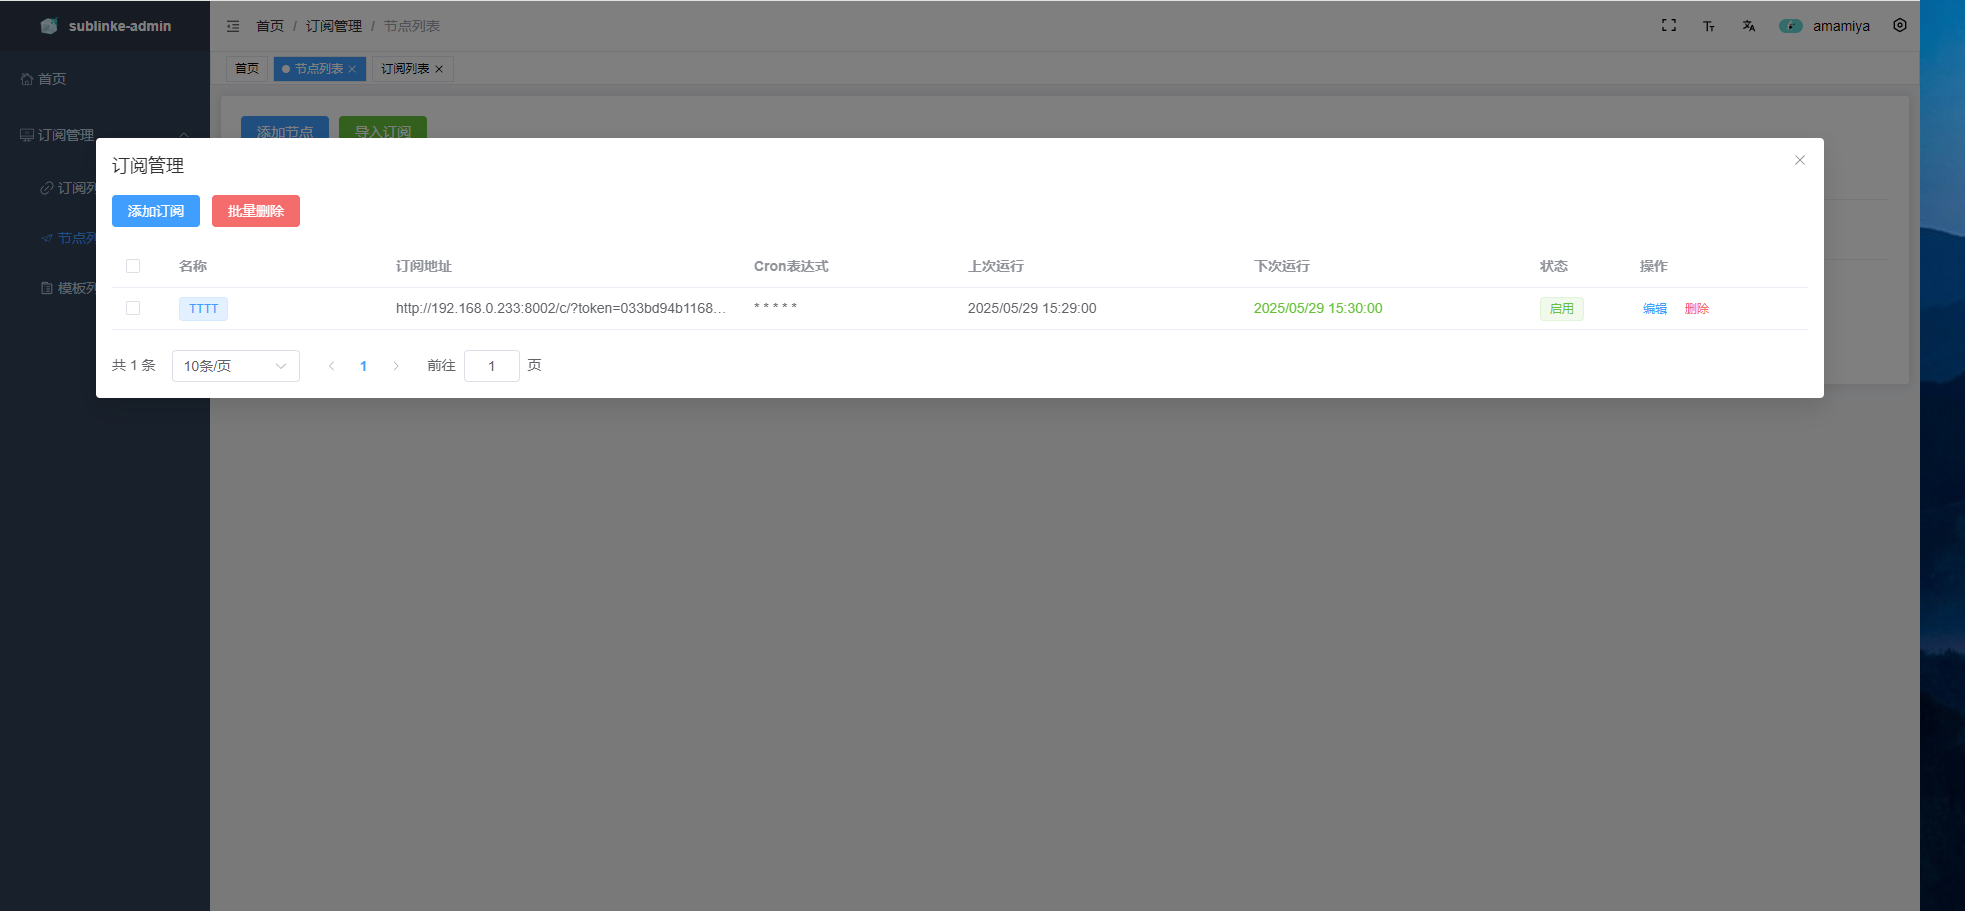 sublinke-admin
首页 / 订阅管理 / 节点列表
amamiya
首页
节点列表
订阅列表
首页
订阅管理
订阅列
节点列
模板列
添加节点
导入订阅
订阅管理
添加订阅
批量删除
名称 订阅地址 Cron表达式 上次运行 下次运行 状态 操作
TTTT http://192.168.0.233:8002/c/?token=033bd94b1168... * * * * * 2025/05/29 15:29:00 2025/05/29 15:30:00 启用 编辑 删除
共 1 条 10条/页 1 前往 1 页